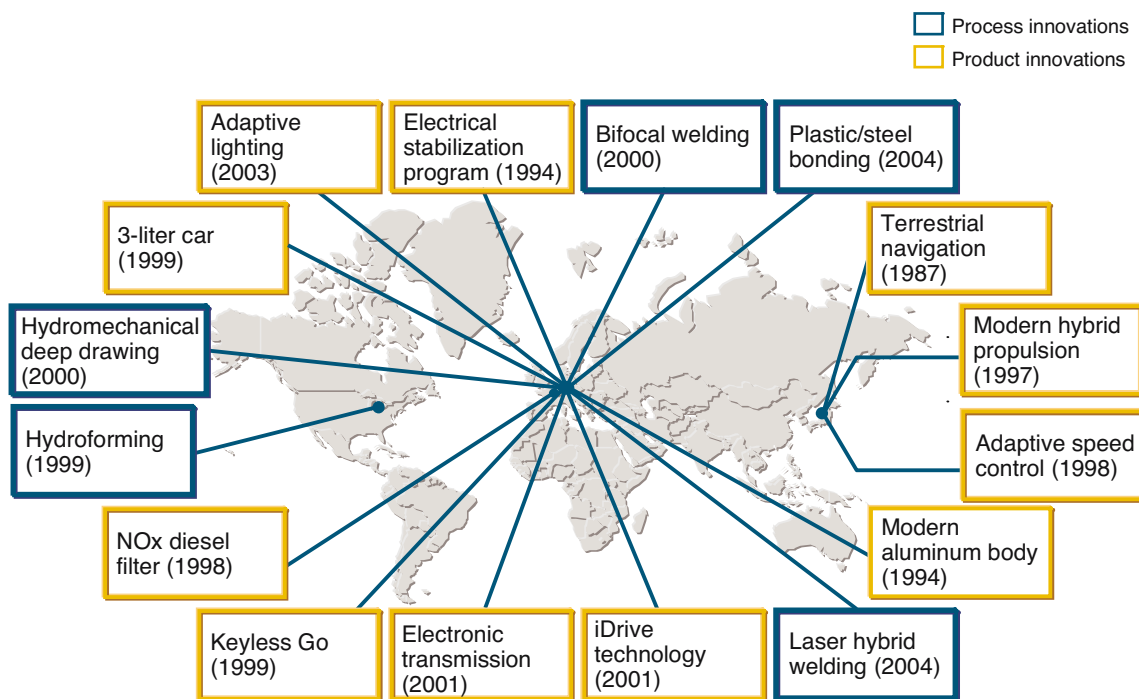 Process innovations
Product innovations
Adaptive
lighting
(2003)
Electrical
stabilization
program (1994)
Bifocal welding
(2000)
Plastic/steel
bonding (2004)
3-liter car
(1999)
Terrestrial
navigation
(1987)
Hydromechanical
deep drawing
(2000)
Modern hybrid
propulsion
(1997)
Hydroforming
(1999)
Adaptive speed
control (1998)
NOx diesel
filter (1998)
Modern
aluminum body
(1994)
Keyless Go
(1999)
Electronic
transmission
(2001)
iDrive
technology
(2001)
Laser hybrid
welding (2004)